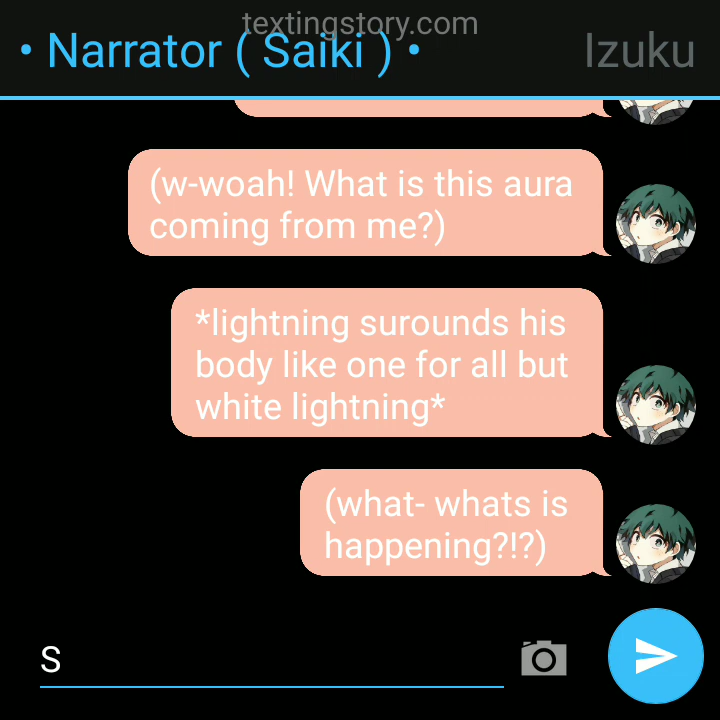 textingstory.com
• Narrator ( Saiki ) •
Izuku
(w-woah! What is this aura
coming from me?)
*lightning surounds his
body like one for all but
white lightning*
(what- whats is
happening?!?)
S